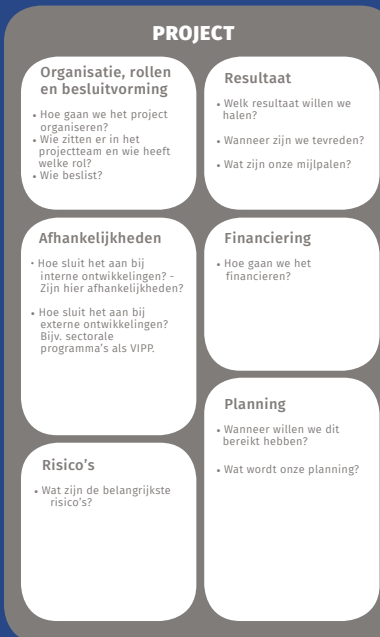 PROJECT
Organisatie, rollen
en besluitvorming
• Hoe gaan we het project
organiseren?
• Wie zitten er in het
projectteam en wie heeft
welke rol?
• Wie beslist?
Resultaat
• Welk resultaat willen we
halen?
• Wanneer zijn we tevreden?
• Wat zijn onze mijlpalen?
Afhankelijkheden
• Hoe sluit het aan bij
interne ontwikkelingen? -
Zijn hier afhankelijkheden?
• Hoe sluit het aan bij
externe ontwikkelingen?
Bijv. sectorale
programma's als VIPP.
Financiering
• Hoe gaan we het
financieren?
Planning
• Wanneer willen we dit
bereikt hebben?
• Wat wordt onze planning?
Risico's
• Wat zijn de belangrijkste
risico's?